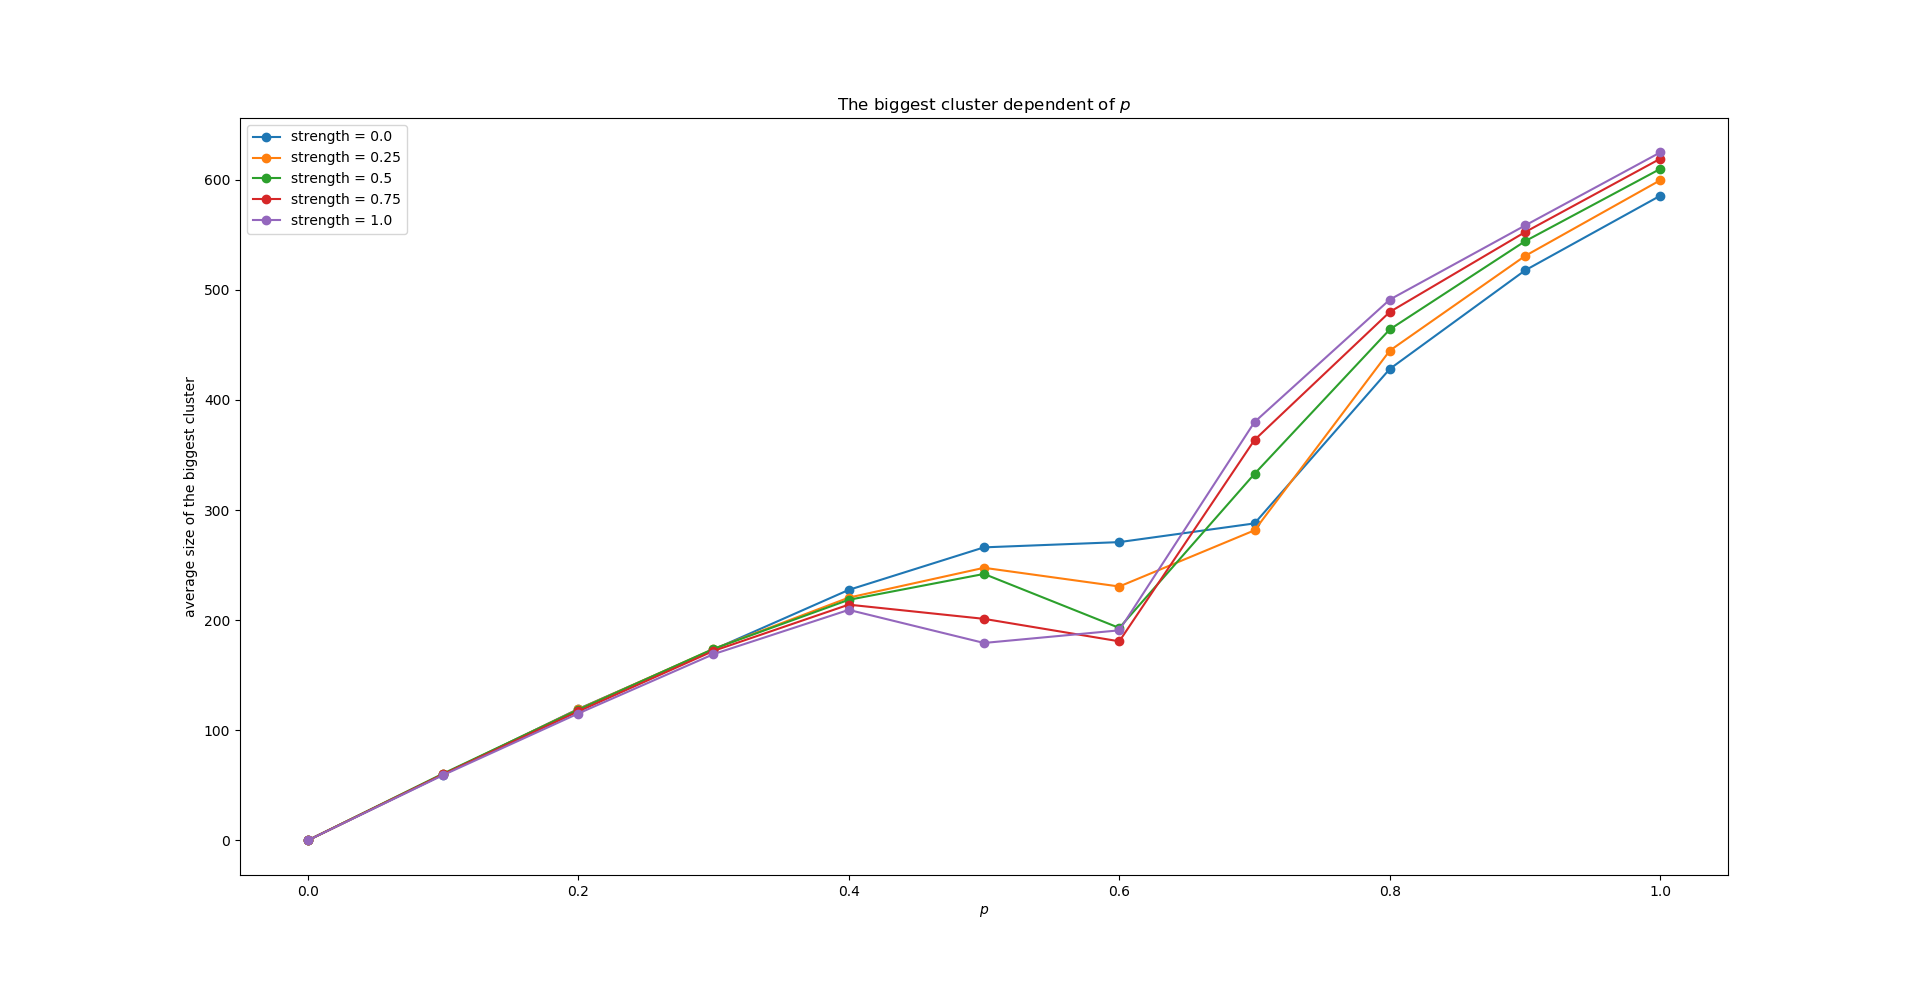 The biggest cluster dependent of p
strength = 0.0
strength = 0.25
strength = 0.5
strength = 0.75
strength = 1.0
average size of the biggest cluster
600
500
400
300
200
100
0
0.0 0.2 0.4 0.6 0.8 1.0
p